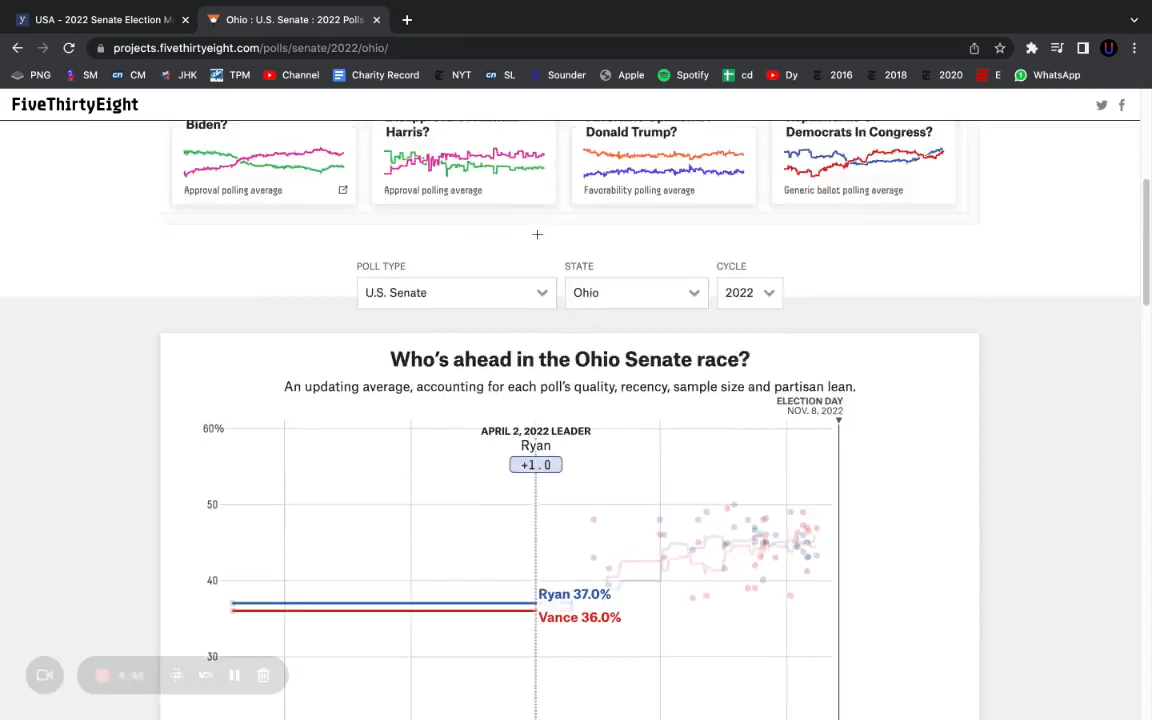 USA - 2022 Senate Election M
Ohio : U.S. Senate : 2022 Polls
projects.fivethirtyeight.com/polls/senate/2022/ohio/
PNG SM CM JHK TPM Channel Charity Record NYT SL Sounder Apple Spotify cd Dy 2016 2018 2020 E WhatsApp
FiveThirtyEight
Biden?
Harris?
Donald Trump?
Democrats In Congress?
Approval polling average
Approval polling average
Favorability polling average
Generic ballot polling average
POLL TYPE STATE CYCLE
U.S. Senate Ohio 2022
Who's ahead in the Ohio Senate race?
An updating average, accounting for each poll's quality, recency, sample size and partisan lean.
ELECTION DAY
NOV. 8, 2022
60%
APRIL 2, 2022 LEADER
Ryan
+1.0
50
40
Ryan 37.0%
Vance 36.0%
30